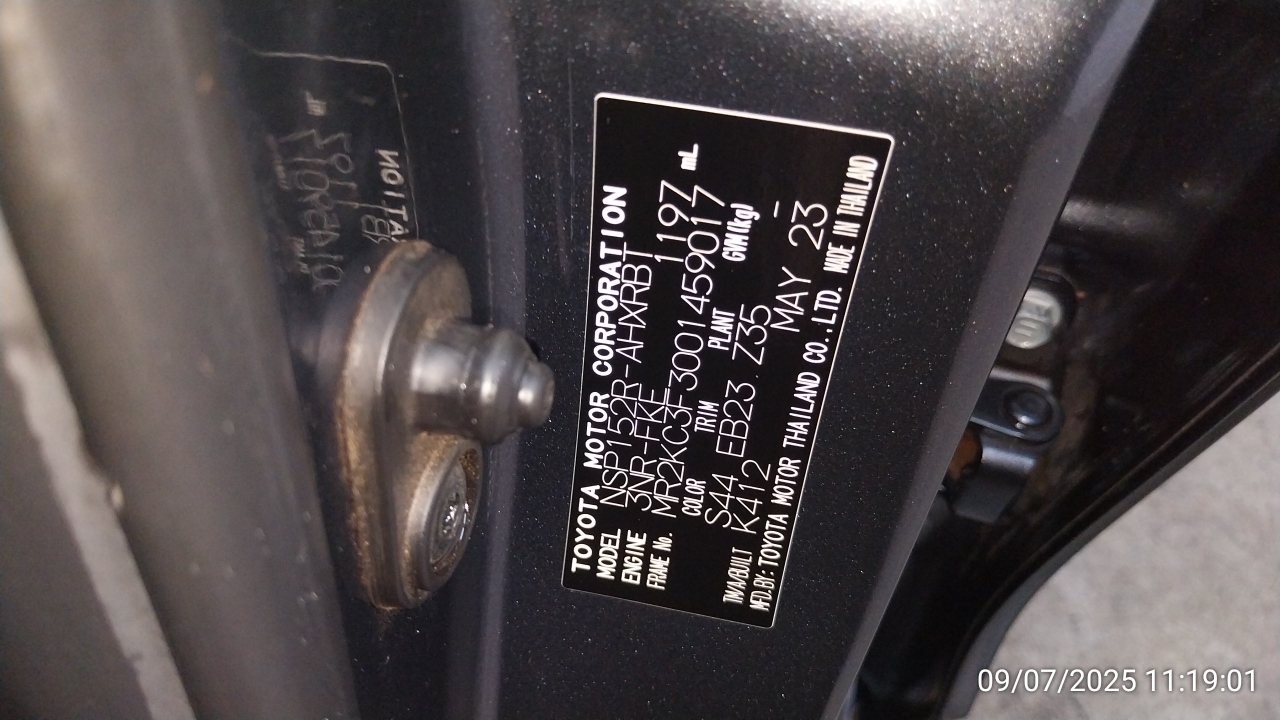 TOYOTA MOTOR CORPORATION
MODEL NSP152R-AHXRBT
ENGINE 3NR-FKE 1197 mL
FRAME No. MR2KC3F3001459017
COLOR TRIM PLANT GVM(kg)
S44 EB23 Z35 –
TM/A/BUILT K412 MAY 23
MFD.BY: TOYOTA MOTOR THAILAND CO.,LTD. MADE IN THAILAND
09/07/2025 11:19:01